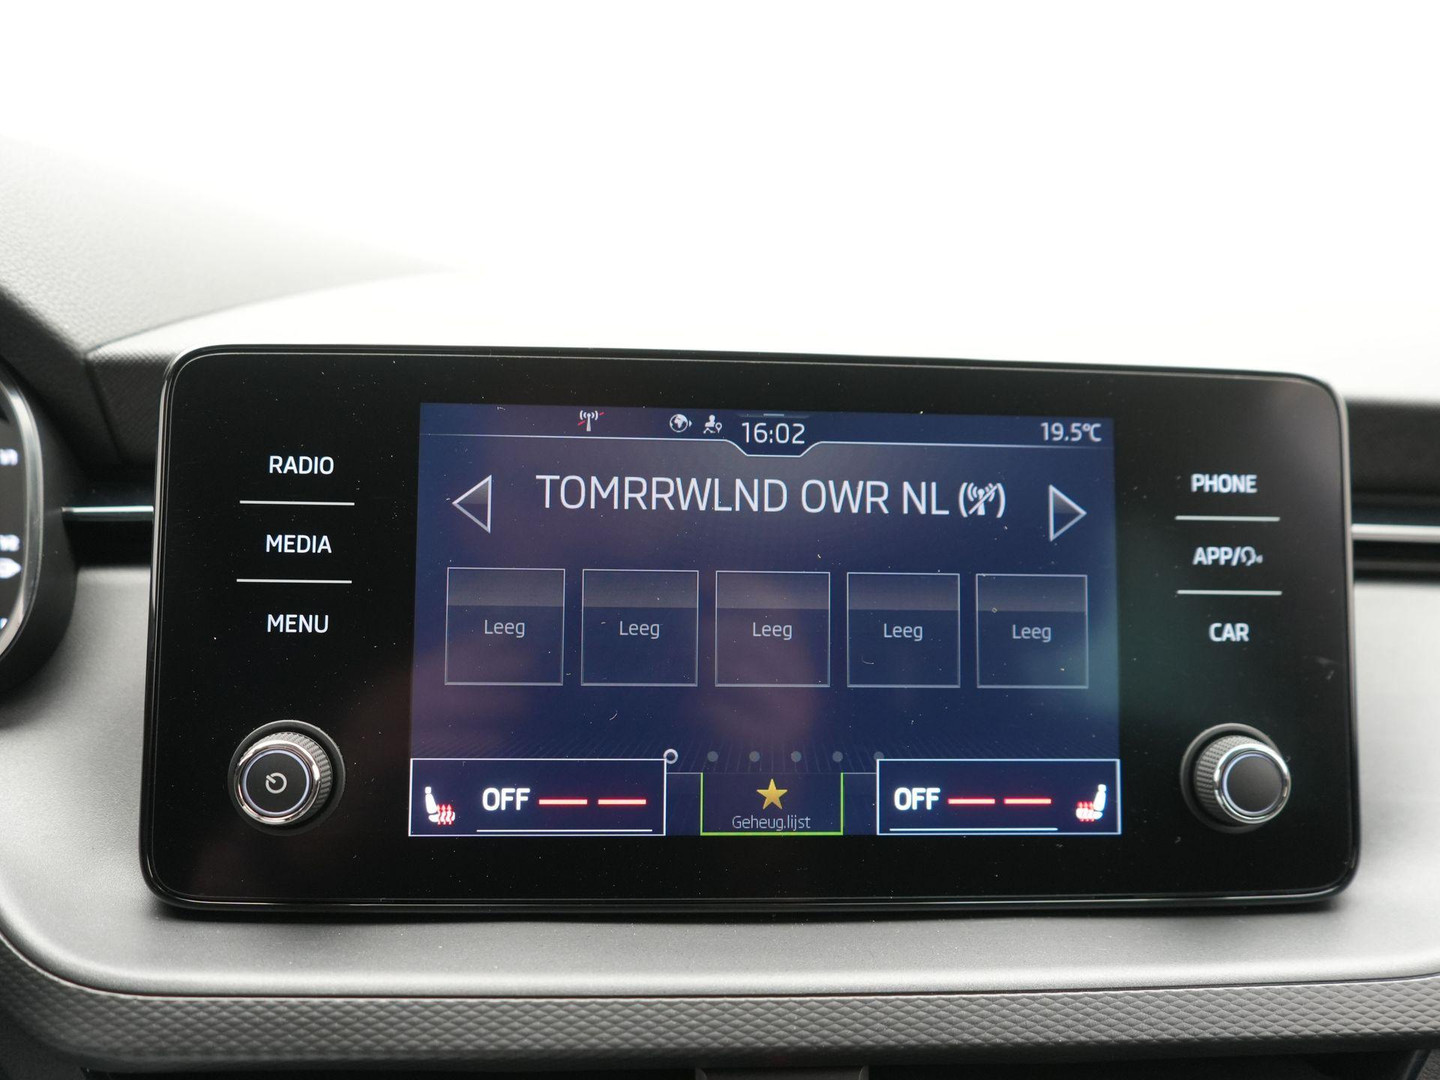 16:02
19.5°C
RADIO
MEDIA
MENU
TOMRRWLND OWR NL
Leeg
Leeg
Leeg
Leeg
Leeg
OFF
Geheug.lijst
OFF
PHONE
APP/
CAR